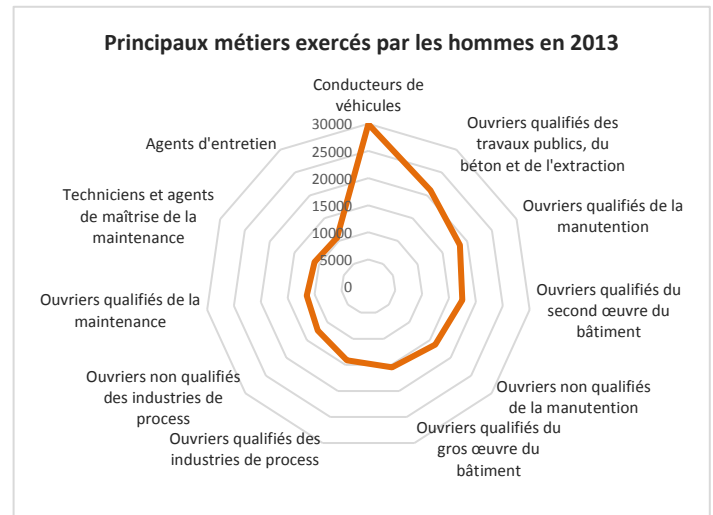 Principaux métiers exercés par les hommes en 2013
Conducteurs de
véhicules
Ouvriers qualifiés des
travaux publics, du
béton et de l'extraction
Ouvriers qualifiés de la
manutention
Ouvriers qualifiés du
second œuvre du
bâtiment
Ouvriers non qualifiés
de la manutention
Ouvriers qualifiés du
gros œuvre du
bâtiment
Ouvriers qualifiés des
industries de process
Ouvriers non qualifiés
des industries de
process
Ouvriers qualifiés de la
maintenance
Techniciens et agents
de maîtrise de la
maintenance
Agents d'entretien
30000
25000
20000
15000
10000
5000
0